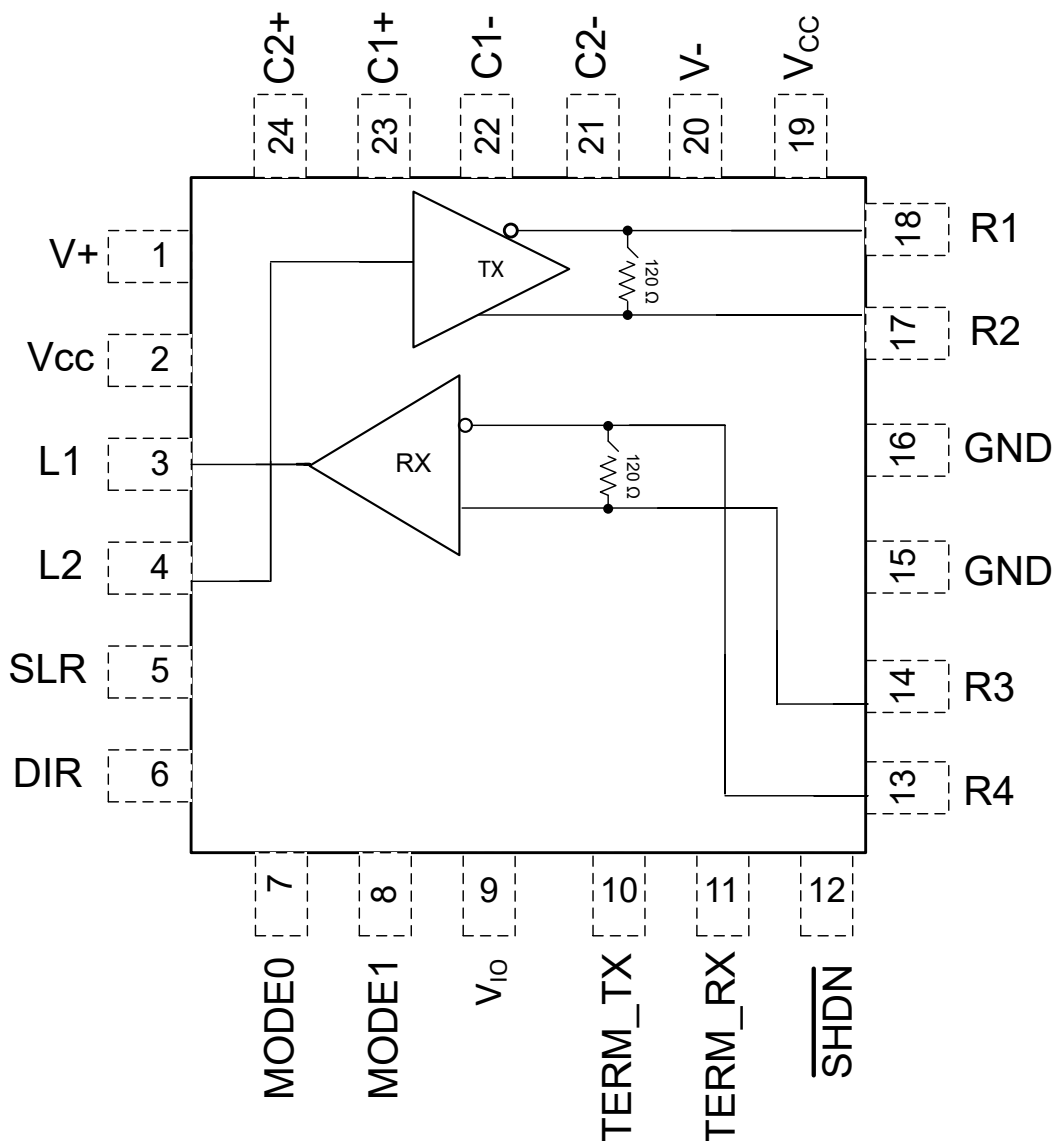 C2+
C1+
C1-
C2-
V-
VCC
24
23
22
21
20
19
V+
1
18
R1
TX
120 Ω
Vcc
2
17
R2
L1
3
RX
120 Ω
16
GND
L2
4
15
GND
SLR
5
14
R3
DIR
6
13
R4
7
8
9
10
11
12
MODE0
MODE1
VIO
TERM_TX
TERM_RX
SHDN